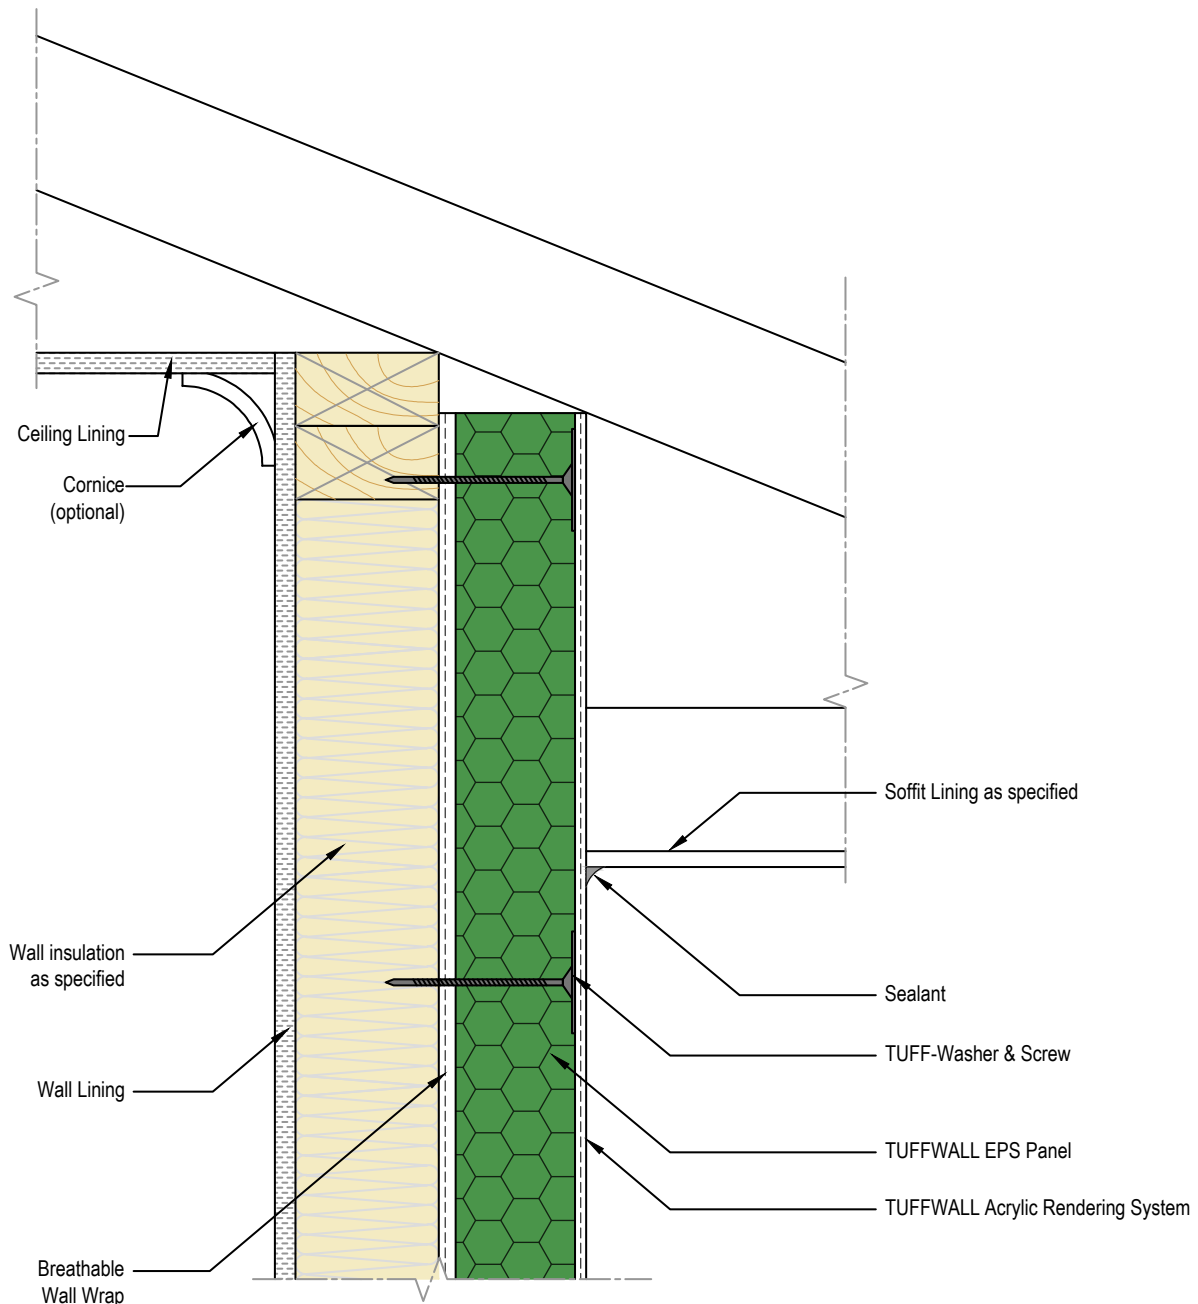 Ceiling Lining
Cornice
(optional)
Soffit Lining as specified
Wall insulation
as specified
Sealant
TUFF-Washer & Screw
Wall Lining
TUFFWALL EPS Panel
TUFFWALL Acrylic Rendering System
Breathable
Wall Wrap